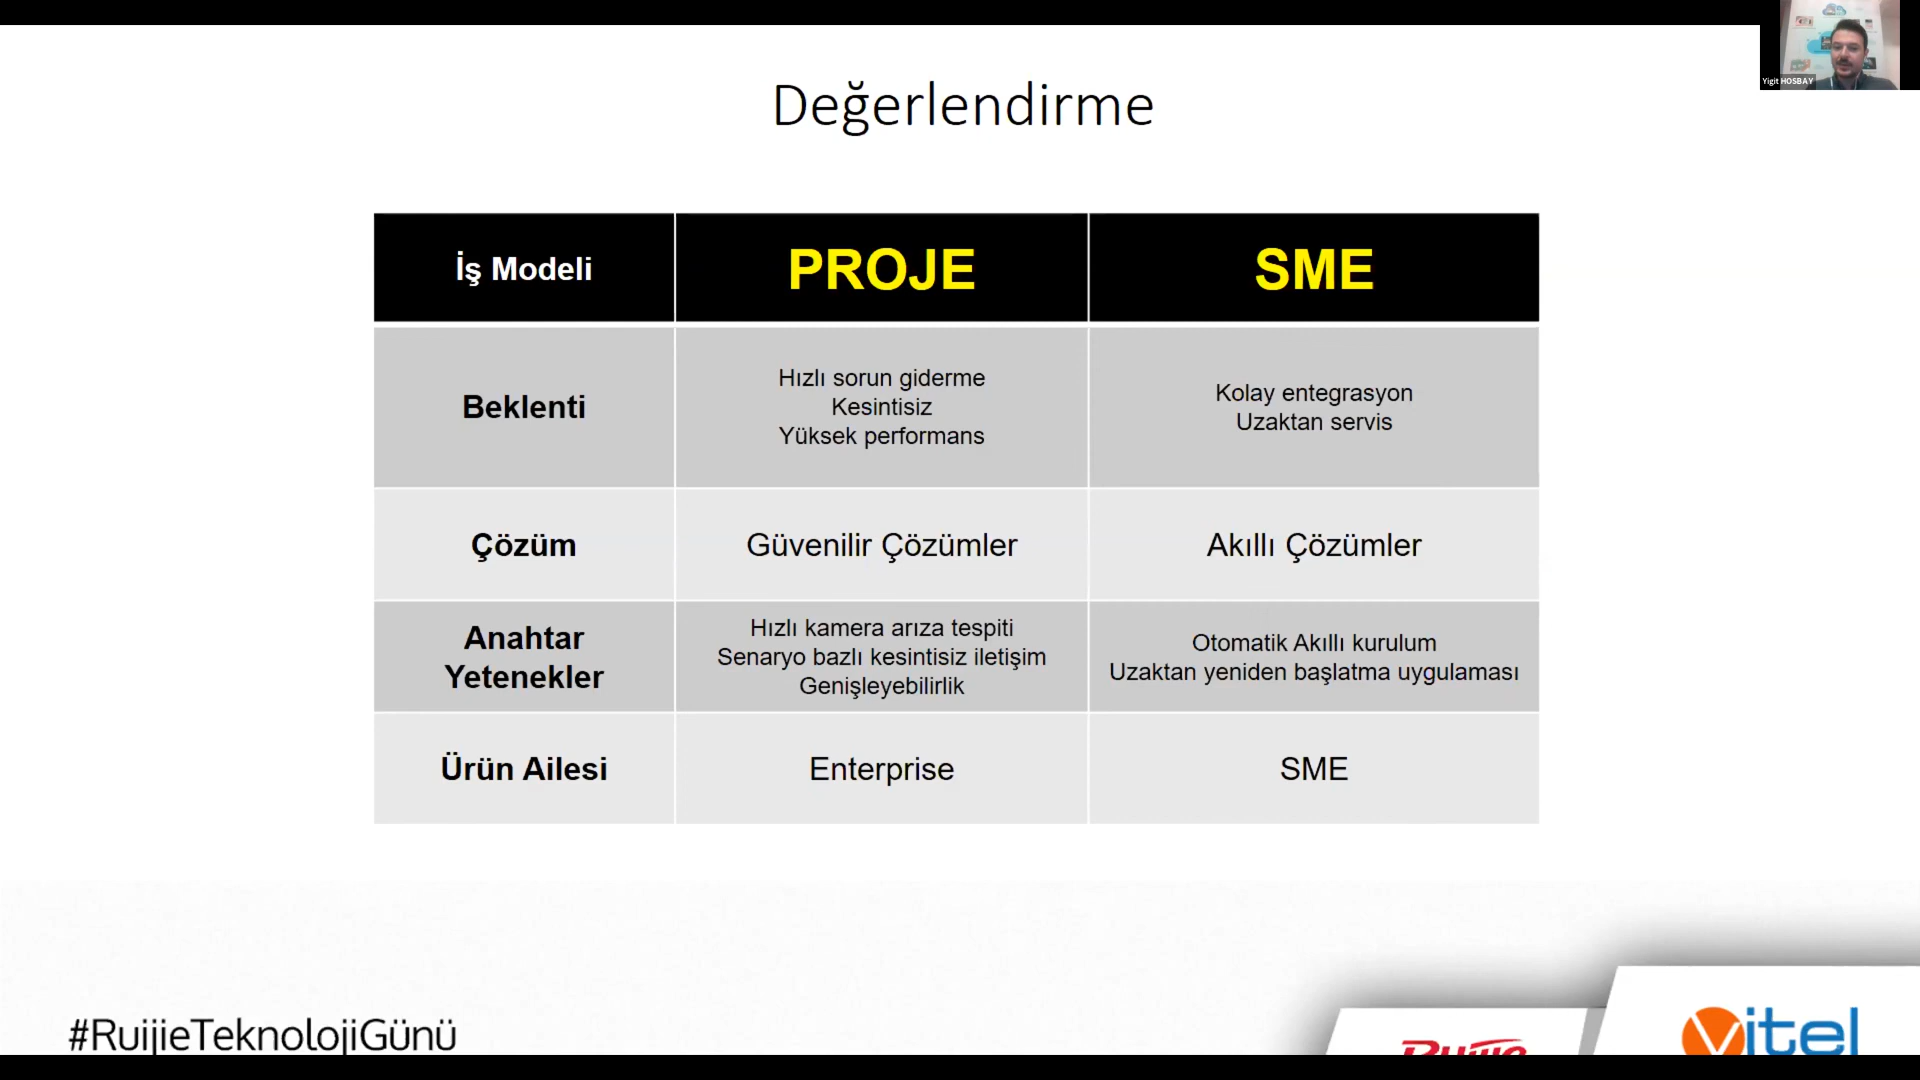 Yigit HOSBAY
Değerlendirme
İş Modeli
PROJE
SME
Beklenti
Hızlı sorun giderme
Kesintisiz
Yüksek performans
Kolay entegrasyon
Uzaktan servis
Çözüm
Güvenilir Çözümler
Akıllı Çözümler
Anahtar
Yetenekler
Hızlı kamera arıza tespiti
Senaryo bazlı kesintisiz iletişim
Genişleyebilirlik
Otomatik Akıllı kurulum
Uzaktan yeniden başlatma uygulaması
Ürün Ailesi
Enterprise
SME
#RuijieTeknolojiGünü
Ruijie
vitel